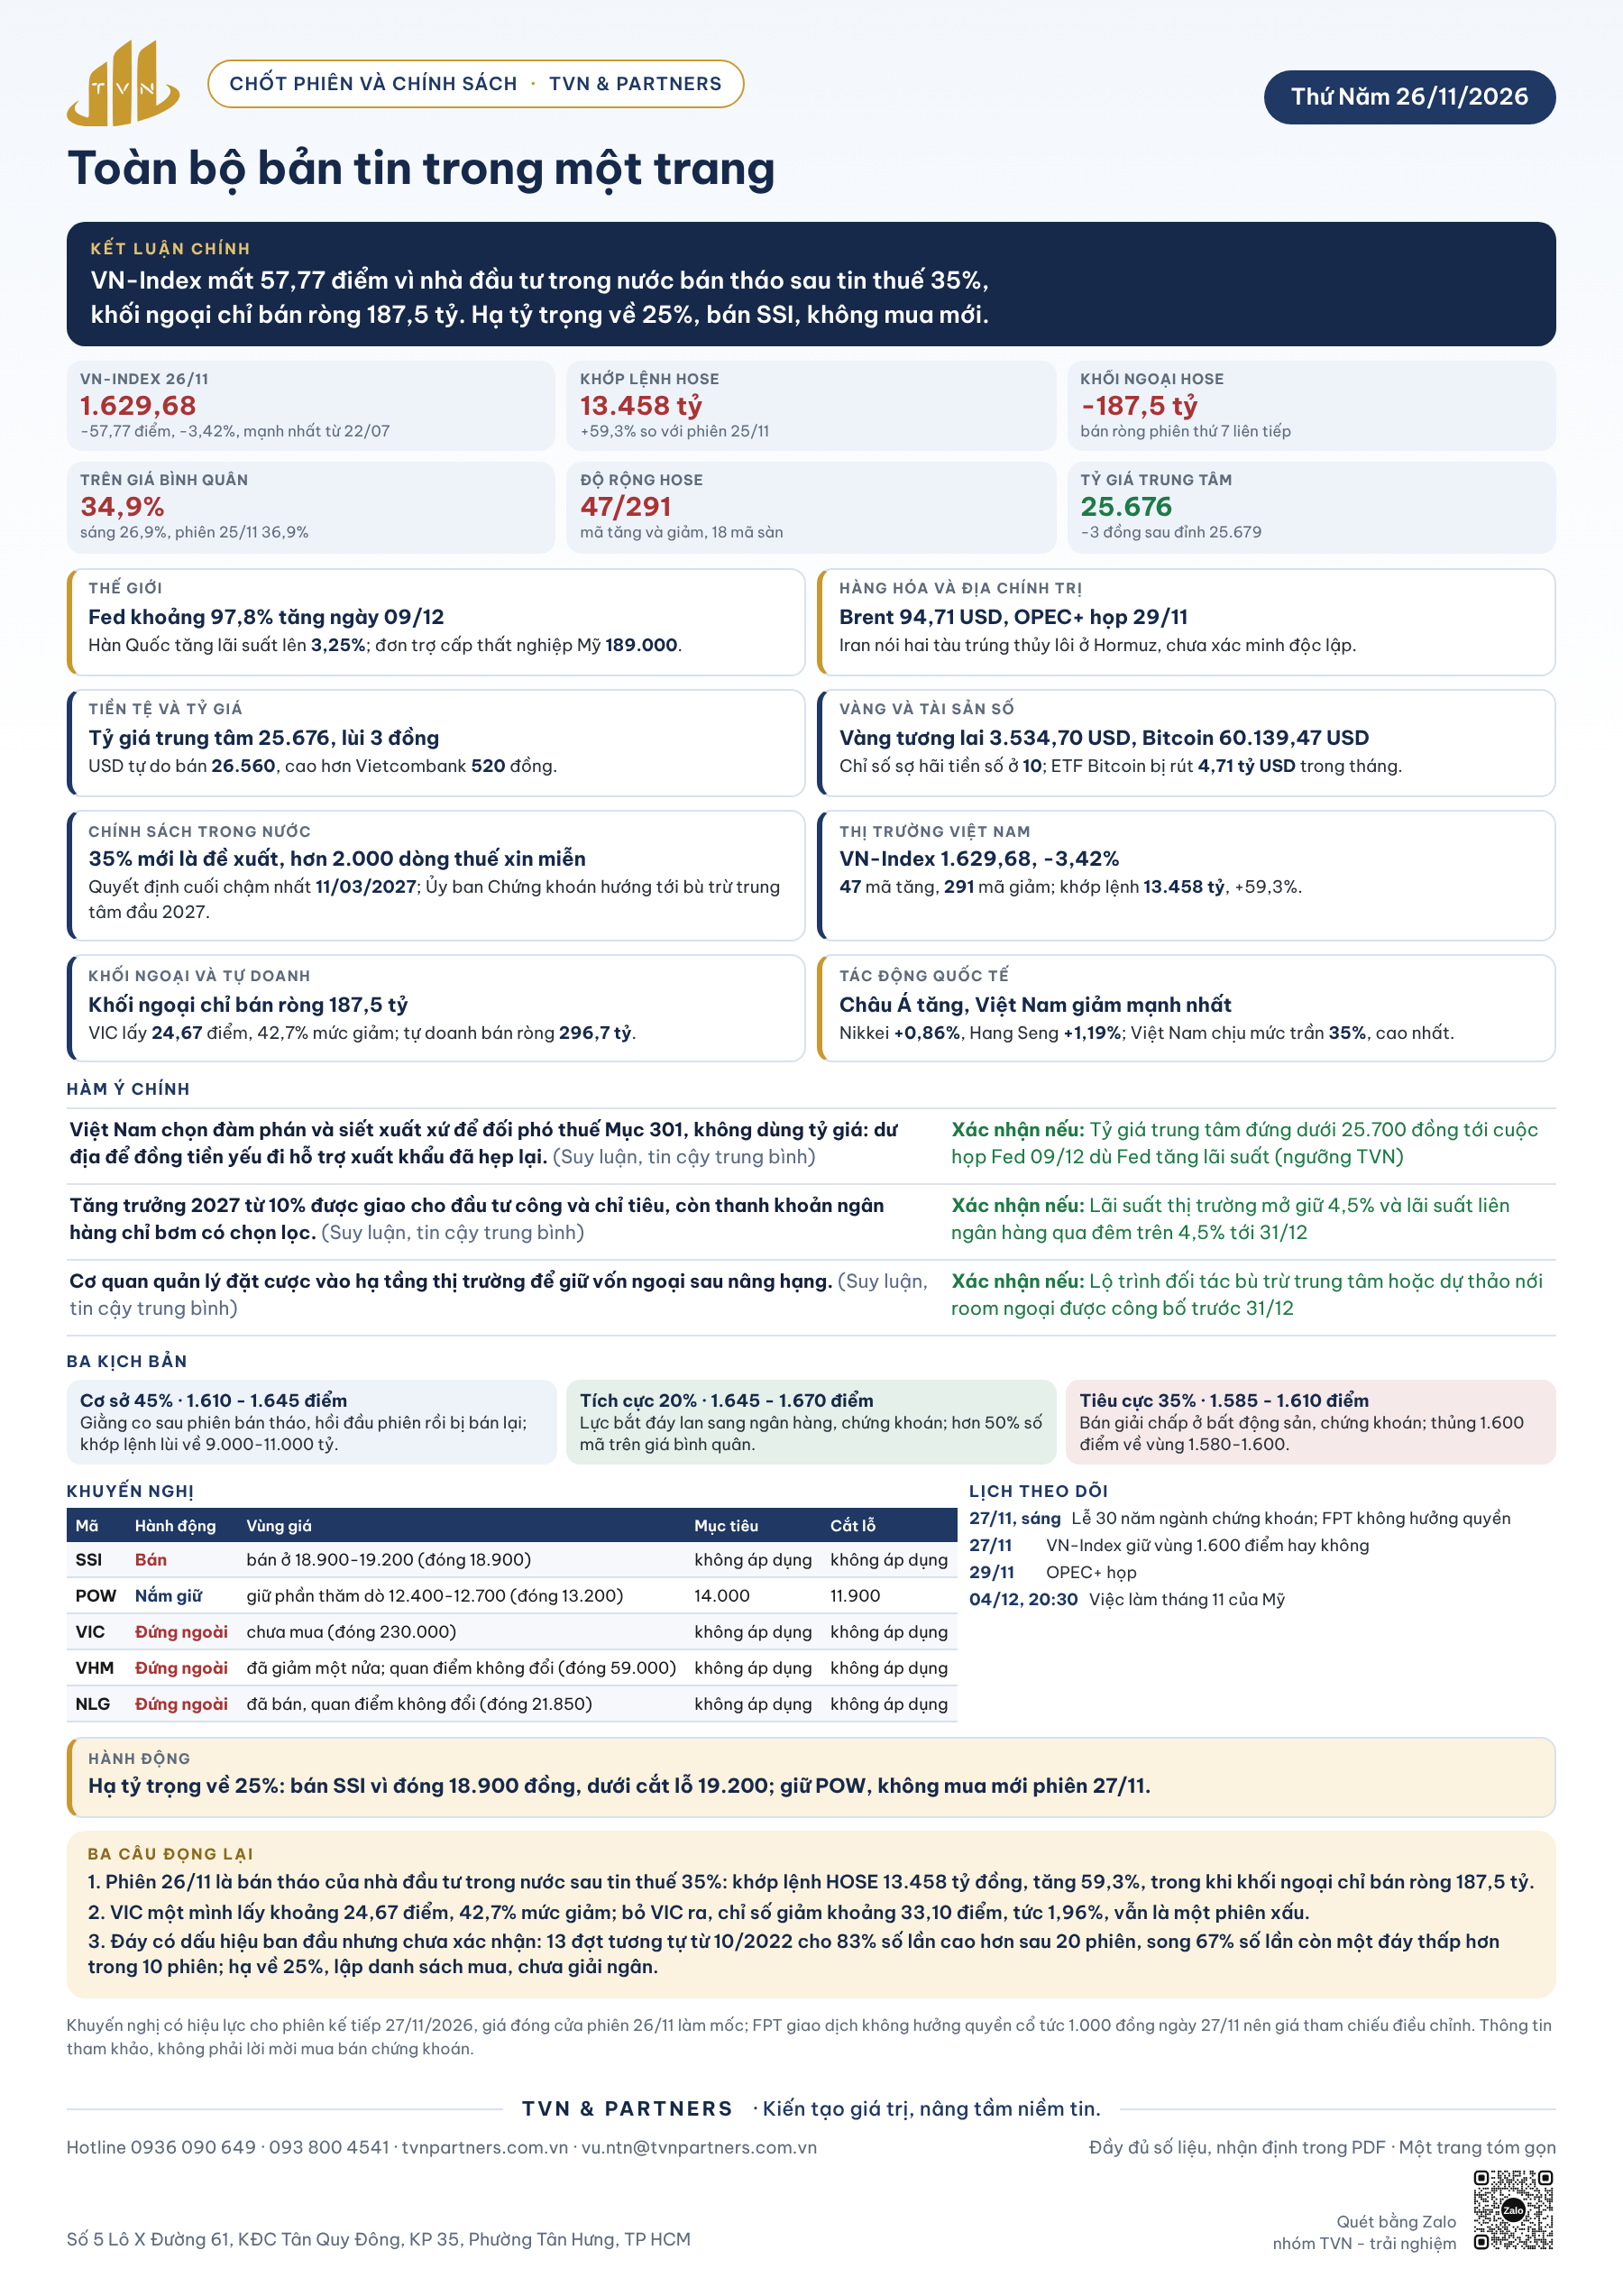 TVN
CHỐT PHIÊN VÀ CHÍNH SÁCH · TVN & PARTNERS
Thứ Năm 26/11/2026
Toàn bộ bản tin trong một trang
KẾT LUẬN CHÍNH
VN-Index mất 57,77 điểm vì nhà đầu tư trong nước bán tháo sau tin thuế 35%,
khối ngoại chỉ bán ròng 187,5 tỷ. Hạ tỷ trọng về 25%, bán SSI, không mua mới.
VN-INDEX 26/11
1.629,68
-57,77 điểm, -3,42%, mạnh nhất từ 22/07
KHỚP LỆNH HOSE
13.458 tỷ
+59,3% so với phiên 25/11
KHỐI NGOẠI HOSE
-187,5 tỷ
bán ròng phiên thứ 7 liên tiếp
TRÊN GIÁ BÌNH QUÂN
34,9%
sáng 26,9%, phiên 25/11 36,9%
ĐỘ RỘNG HOSE
47/291
mã tăng và giảm, 18 mã sàn
TỶ GIÁ TRUNG TÂM
25.676
-3 đồng sau đỉnh 25.679
THẾ GIỚI
Fed khoảng 97,8% tăng ngày 09/12
Hàn Quốc tăng lãi suất lên 3,25%; đơn trợ cấp thất nghiệp Mỹ 189.000.
HÀNG HÓA VÀ ĐỊA CHÍNH TRỊ
Brent 94,71 USD, OPEC+ họp 29/11
Iran nói hai tàu trúng thủy lôi ở Hormuz, chưa xác minh độc lập.
TIỀN TỆ VÀ TỶ GIÁ
Tỷ giá trung tâm 25.676, lùi 3 đồng
USD tự do bán 26.560, cao hơn Vietcombank 520 đồng.
VÀNG VÀ TÀI SẢN SỐ
Vàng tương lai 3.534,70 USD, Bitcoin 60.139,47 USD
Chỉ số sợ hãi tiền số ở 10; ETF Bitcoin bị rút 4,71 tỷ USD trong tháng.
CHÍNH SÁCH TRONG NƯỚC
35% mới là đề xuất, hơn 2.000 dòng thuế xin miễn
Quyết định cuối chậm nhất 11/03/2027; Ủy ban Chứng khoán hướng tới bù trừ trung
tâm đầu 2027.
THỊ TRƯỜNG VIỆT NAM
VN-Index 1.629,68, -3,42%
47 mã tăng, 291 mã giảm; khớp lệnh 13.458 tỷ, +59,3%.
KHỐI NGOẠI VÀ TỰ DOANH
Khối ngoại chỉ bán ròng 187,5 tỷ
VIC lấy 24,67 điểm, 42,7% mức giảm; tự doanh bán ròng 296,7 tỷ.
TÁC ĐỘNG QUỐC TẾ
Châu Á tăng, Việt Nam giảm mạnh nhất
Nikkei +0,86%, Hang Seng +1,19%; Việt Nam chịu mức trần 35%, cao nhất.
HÀM Ý CHÍNH
Việt Nam chọn đàm phán và siết xuất xứ để đối phó thuế Mục 301, không dùng tỷ giá: dư
địa để đồng tiền yếu đi hỗ trợ xuất khẩu đã hẹp lại. (Suy luận, tin cậy trung bình)
Xác nhận nếu: Tỷ giá trung tâm đứng dưới 25.700 đồng tới cuộc
họp Fed 09/12 dù Fed tăng lãi suất (ngưỡng TVN)
Tăng trưởng 2027 từ 10% được giao cho đầu tư công và chỉ tiêu, còn thanh khoản ngân
hàng chỉ bơm có chọn lọc. (Suy luận, tin cậy trung bình)
Xác nhận nếu: Lãi suất thị trường mở giữ 4,5% và lãi suất liên
ngân hàng qua đêm trên 4,5% tới 31/12
Cơ quan quản lý đặt cược vào hạ tầng thị trường để giữ vốn ngoại sau nâng hạng. (Suy luận,
tin cậy trung bình)
Xác nhận nếu: Lộ trình đối tác bù trừ trung tâm hoặc dự thảo nới
room ngoại được công bố trước 31/12
BA KỊCH BẢN
Cơ sở 45% · 1.610 - 1.645 điểm
Giằng co sau phiên bán tháo, hồi đầu phiên rồi bị bán lại;
khớp lệnh lùi về 9.000-11.000 tỷ.
Tích cực 20% · 1.645 - 1.670 điểm
Lực bắt đáy lan sang ngân hàng, chứng khoán; hơn 50% số
mã trên giá bình quân.
Tiêu cực 35% · 1.585 - 1.610 điểm
Bán giải chấp ở bất động sản, chứng khoán; thủng 1.600
điểm về vùng 1.580-1.600.
KHUYẾN NGHỊ
Mã Hành động Vùng giá Mục tiêu Cắt lỗ
SSI Bán bán ở 18.900-19.200 (đóng 18.900) không áp dụng không áp dụng
POW Nắm giữ giữ phần thăm dò 12.400-12.700 (đóng 13.200) 14.000 11.900
VIC Đứng ngoài chưa mua (đóng 230.000) không áp dụng không áp dụng
VHM Đứng ngoài đã giảm một nửa; quan điểm không đổi (đóng 59.000) không áp dụng không áp dụng
NLG Đứng ngoài đã bán, quan điểm không đổi (đóng 21.850) không áp dụng không áp dụng
LỊCH THEO DÕI
27/11, sáng Lễ 30 năm ngành chứng khoán; FPT không hưởng quyền
27/11 VN-Index giữ vùng 1.600 điểm hay không
29/11 OPEC+ họp
04/12, 20:30 Việc làm tháng 11 của Mỹ
HÀNH ĐỘNG
Hạ tỷ trọng về 25%: bán SSI vì đóng 18.900 đồng, dưới cắt lỗ 19.200; giữ POW, không mua mới phiên 27/11.
BA CÂU ĐỌNG LẠI
1. Phiên 26/11 là bán tháo của nhà đầu tư trong nước sau tin thuế 35%: khớp lệnh HOSE 13.458 tỷ đồng, tăng 59,3%, trong khi khối ngoại chỉ bán ròng 187,5 tỷ.
2. VIC một mình lấy khoảng 24,67 điểm, 42,7% mức giảm; bỏ VIC ra, chỉ số giảm khoảng 33,10 điểm, tức 1,96%, vẫn là một phiên xấu.
3. Đáy có dấu hiệu ban đầu nhưng chưa xác nhận: 13 đợt tương tự từ 10/2022 cho 83% số lần cao hơn sau 20 phiên, song 67% số lần còn một đáy thấp hơn
trong 10 phiên; hạ về 25%, lập danh sách mua, chưa giải ngân.
Khuyến nghị có hiệu lực cho phiên kế tiếp 27/11/2026, giá đóng cửa phiên 26/11 làm mốc; FPT giao dịch không hưởng quyền cổ tức 1.000 đồng ngày 27/11 nên giá tham chiếu điều chỉnh. Thông tin
tham khảo, không phải lời mời mua bán chứng khoán.
TVN & PARTNERS · Kiến tạo giá trị, nâng tầm niềm tin.
Hotline 0936 090 649 · 093 800 4541 · tvnpartners.com.vn · vu.ntn@tvnpartners.com.vn
Đầy đủ số liệu, nhận định trong PDF · Một trang tóm gọn
Số 5 Lô X Đường 61, KĐC Tân Quy Đông, KP 35, Phường Tân Hưng, TP HCM
Quét bằng Zalo
nhóm TVN - trải nghiệm
Zalo